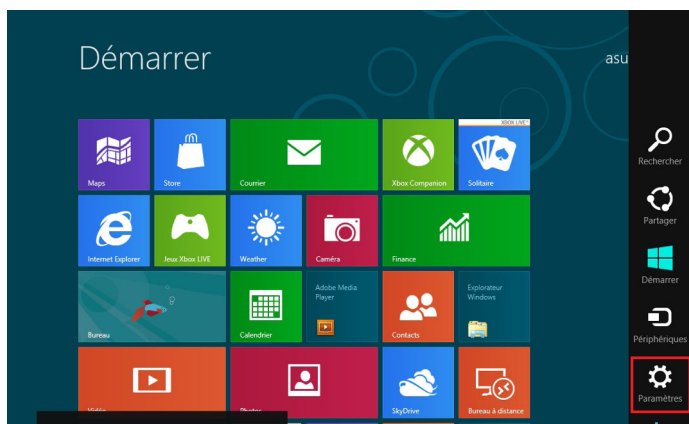 Démarrer
asu
XBOX LIVE
Maps
Store
Courrier
Xbox Companion
Solitaire
Internet Explorer
Jeux Xbox LIVE
Weather
Caméra
Finance
Bureau
Calendrier
Adobe Media
Player
Contacts
Explorateur
Windows
Vidéo
Photos
SkyDrive
Bureau à distance
Rechercher
Partager
Démarrer
Périphériques
Paramètres